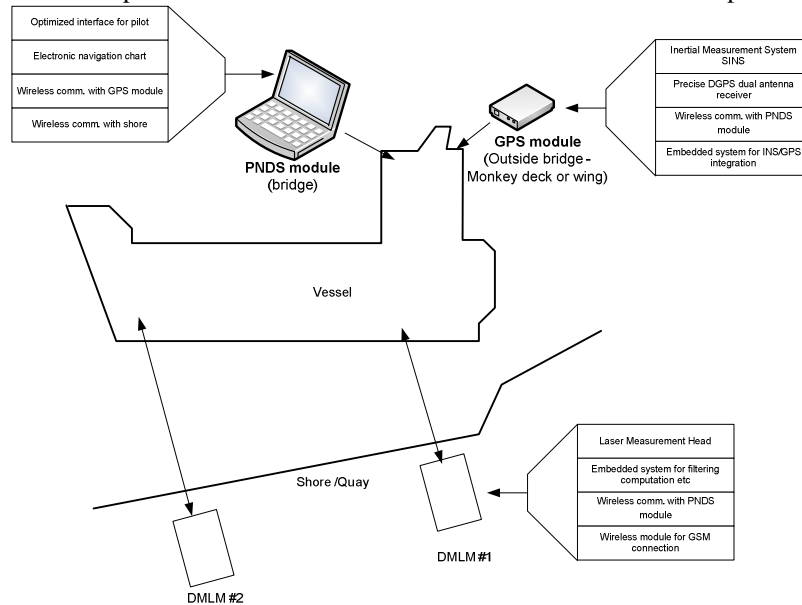 Optimized interface for pilot
Electronic navigation chart
Wireless comm. with GPS module
Wireless comm. with shore
PNDS module
(bridge)
GPS module
(Outside bridge -
Monkey deck or wing)
Inertial Measurement System
SINS
Precise DGPS dual antenna
receiver
Wireless comm. with PNDS
module
Embedded system for INS/GPS
integration
Vessel
Shore /Quay
DMLM #1
DMLM #2
Laser Measurement Head
Embedded system for filtering
computation etc
Wireless comm. with PNDS
module
Wireless module for GSM
connection